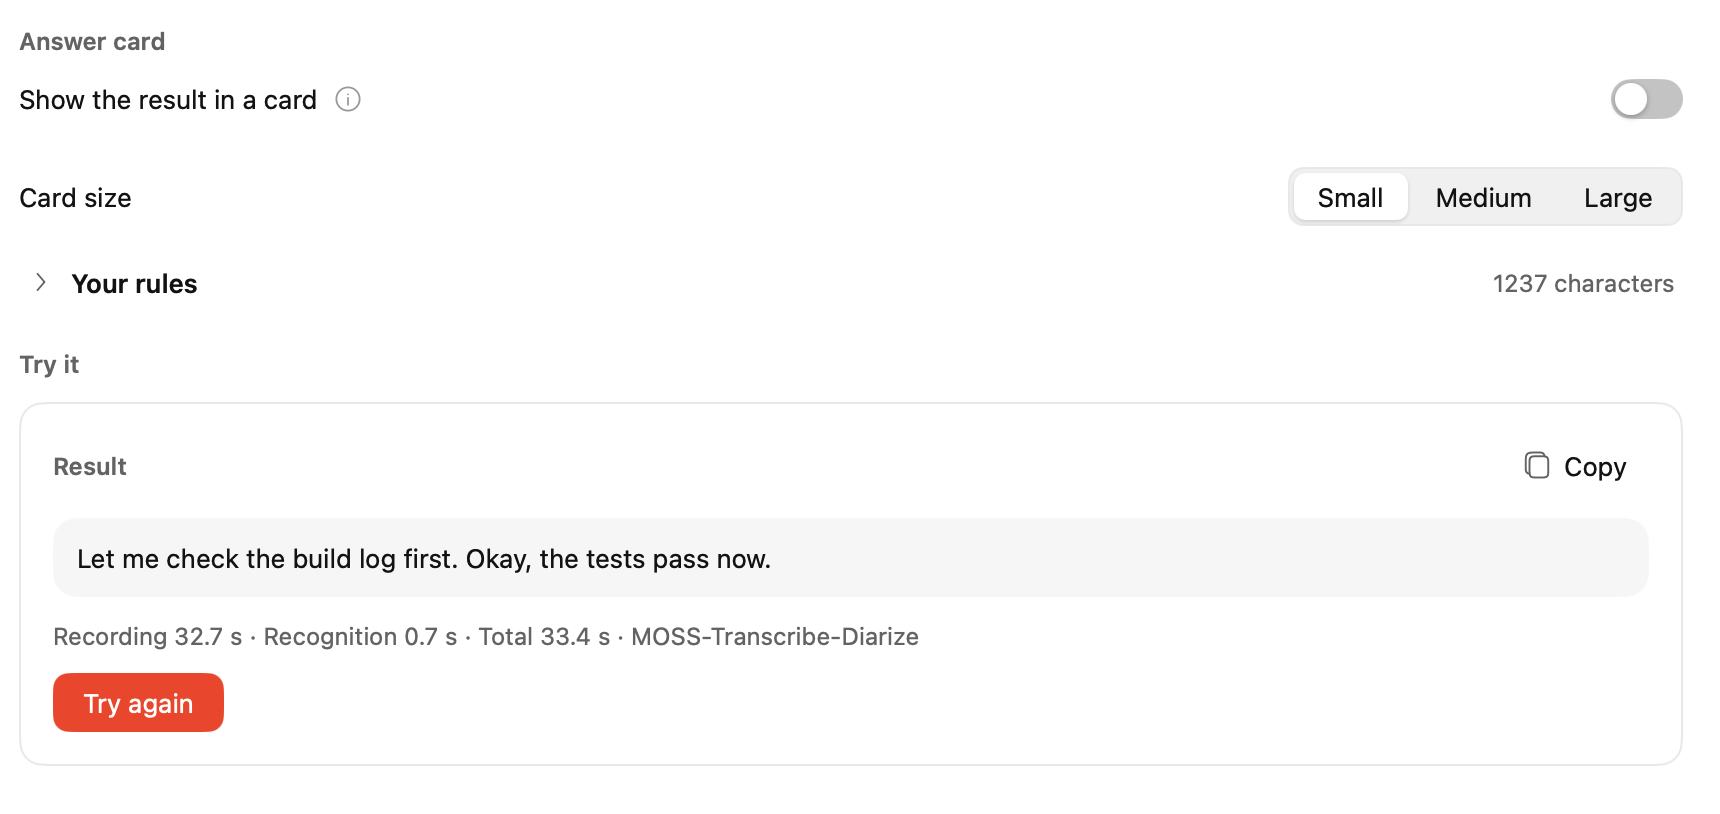 Answer card
Show the result in a card
Card size
Small Medium Large
Your rules
1237 characters
Try it
Result
Copy
Let me check the build log first. Okay, the tests pass now.
Recording 32.7 s · Recognition 0.7 s · Total 33.4 s · MOSS-Transcribe-Diarize
Try again